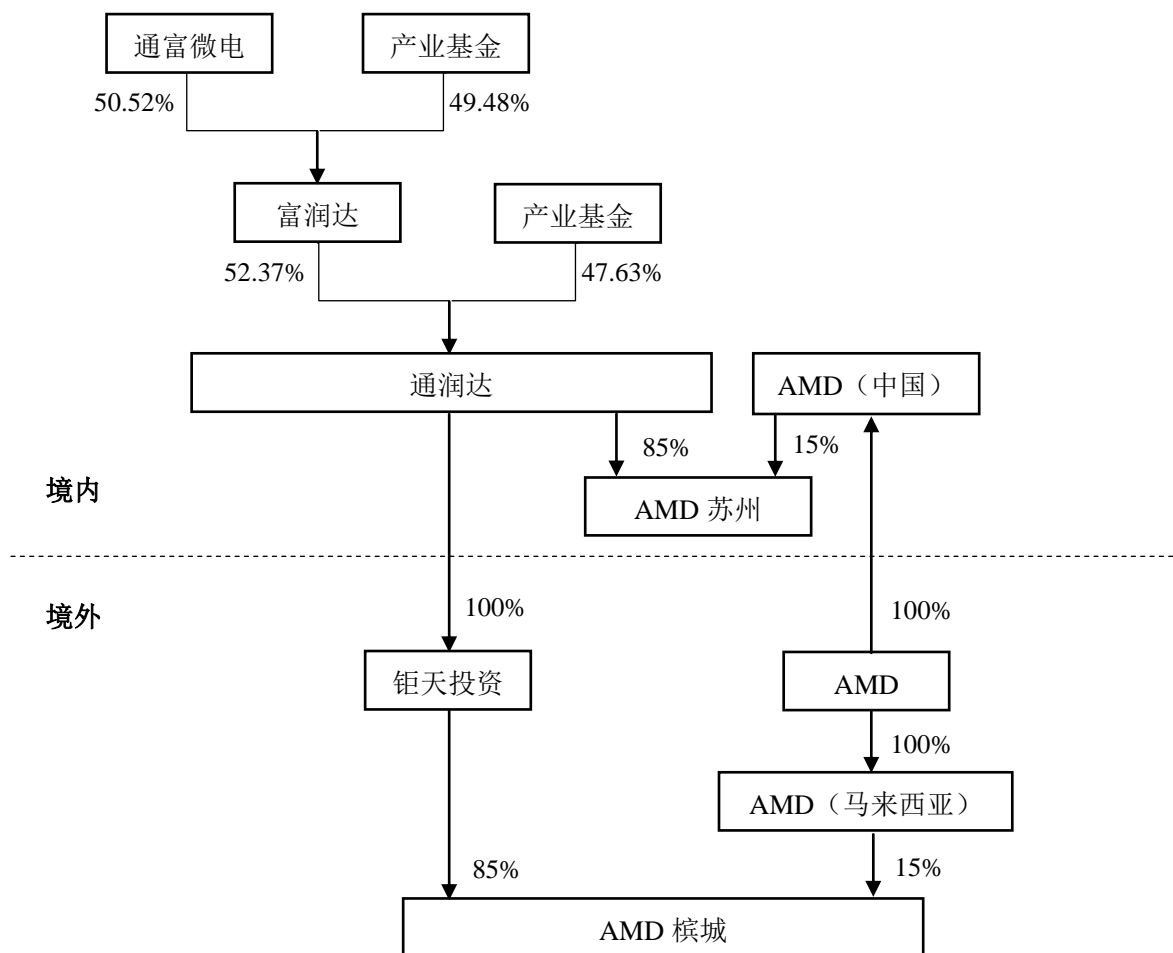 通富微电
产业基金
50.52%
49.48%
富润达
产业基金
52.37%
47.63%
通润达
AMD（中国）
85%
15%
境内
AMD 苏州
境外
100%
100%
钜天投资
AMD
100%
AMD（马来西亚）
85%
15%
AMD 槟城